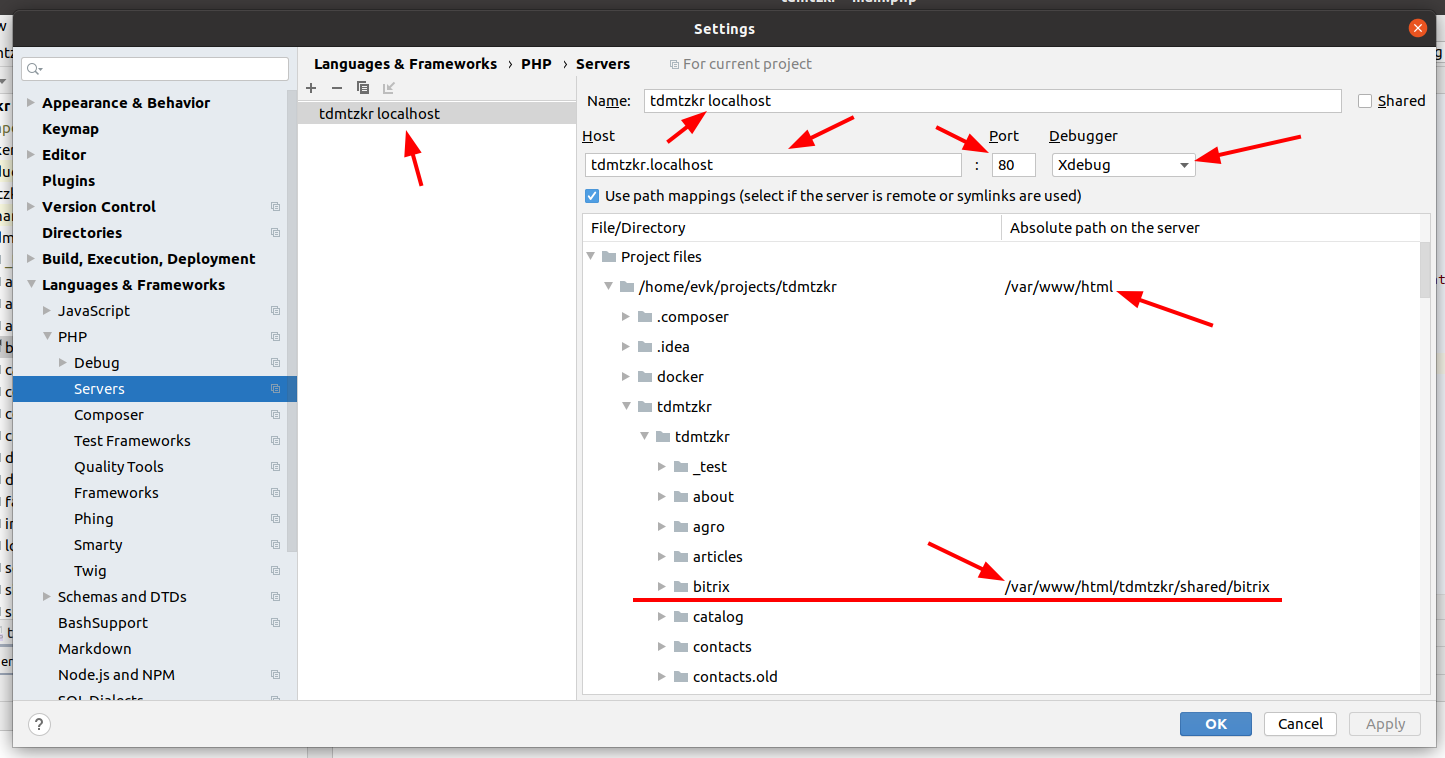 tdmtzkr – main.php
Settings
Languages & Frameworks › PHP › Servers For current project
Appearance & Behavior
Keymap
Editor
Plugins
Version Control
Directories
Build, Execution, Deployment
Languages & Frameworks
JavaScript
PHP
Debug
Servers
Composer
Test Frameworks
Quality Tools
Frameworks
Phing
Smarty
Twig
Schemas and DTDs
BashSupport
Markdown
Node.js and NPM
SQL Dialects
tdmtzkr localhost
Name: tdmtzkr localhost Shared
Host Port Debugger
tdmtzkr.localhost : 80 Xdebug
Use path mappings (select if the server is remote or symlinks are used)
File/Directory Absolute path on the server
Project files
/home/evk/projects/tdmtzkr /var/www/html
.composer
.idea
docker
tdmtzkr
tdmtzkr
_test
about
agro
articles
bitrix /var/www/html/tdmtzkr/shared/bitrix
catalog
contacts
contacts.old
? OK Cancel Apply